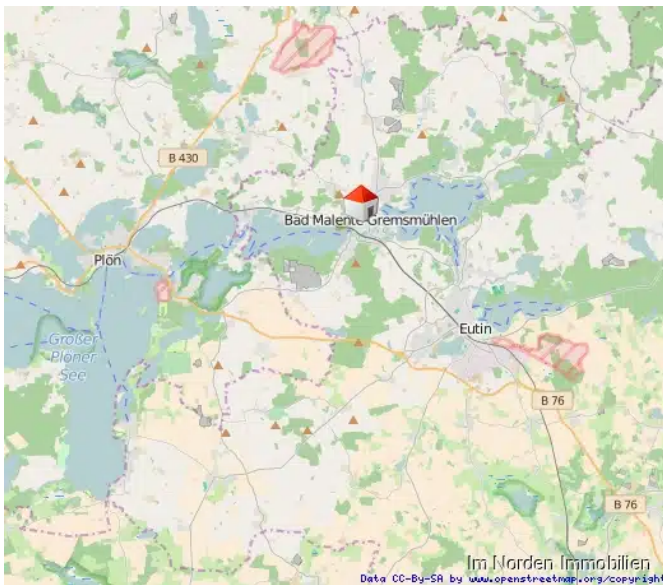 B 430
Bad Malente-Gremsmühlen
Plön
Eutin
Großer
Plöner
See
B 76
B 76
Im Norden Immobilien
Data CC-By-SA by www.openstreetmap.org/copyright